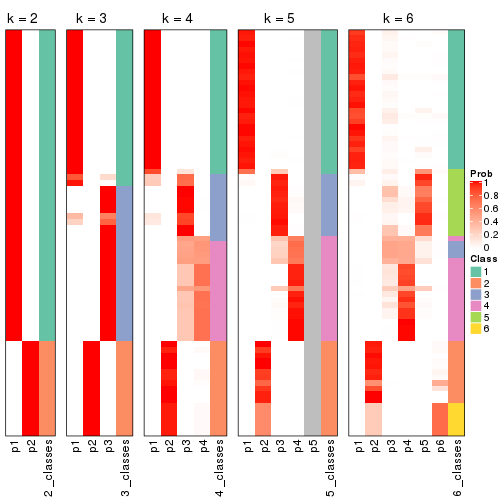 k = 2
k = 3
k = 4
k = 5
k = 6
p1
p2
2_classes
p1
p2
p3
3_classes
p1
p2
p3
p4
4_classes
p1
p2
p3
p4
p5
5_classes
p1
p2
p3
p4
p5
p6
6_classes
Prob
1
0.8
0.6
0.4
0.2
0
Class
1
2
3
4
5
6